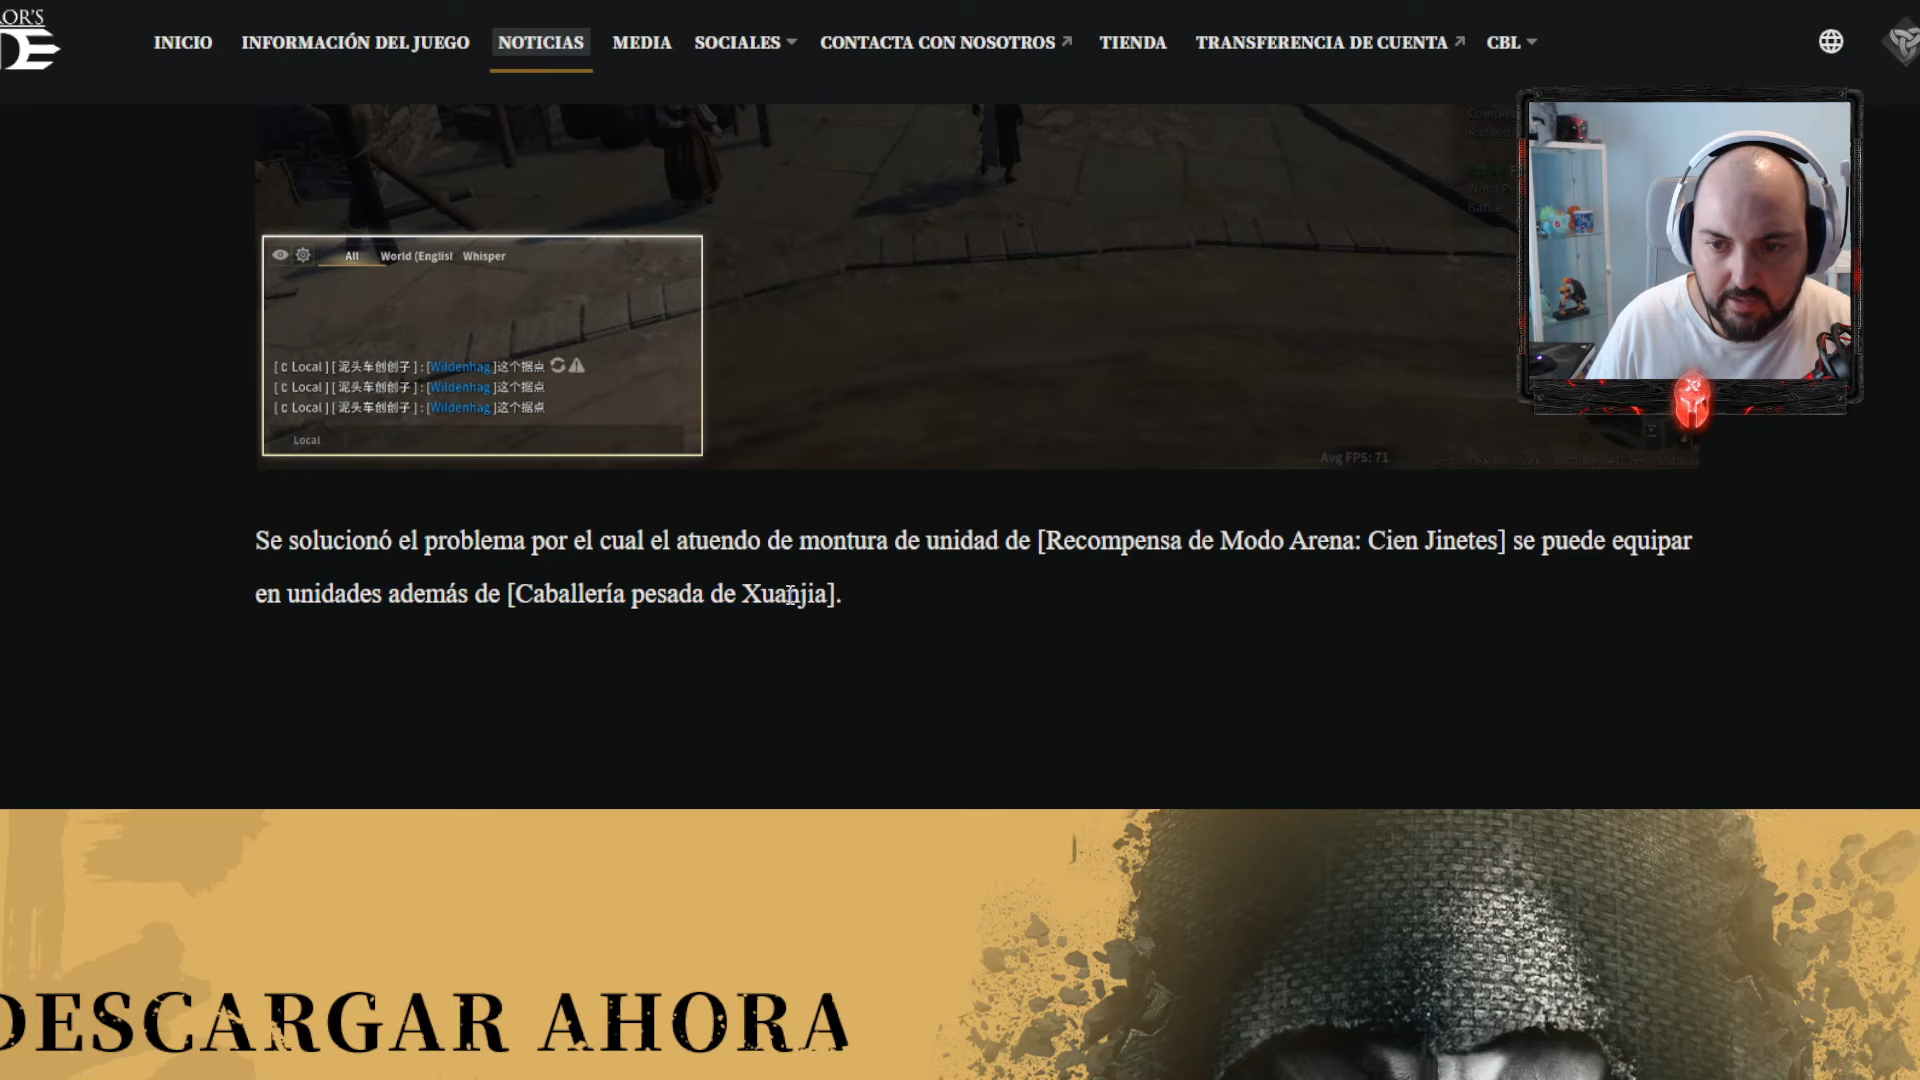 OR'S
DE
INICIO INFORMACIÓN DEL JUEGO NOTICIAS MEDIA SOCIALES CONTACTA CON NOSOTROS TIENDA TRANSFERENCIA DE CUENTA CBL
Ranked
Battle
All World (Englisl Whisper
[ C Local ] [ 泥头车创创子 ] : [Wildenhag ]这个据点
[ C Local ] [ 泥头车创创子 ] : [Wildenhag ]这个据点
[ C Local ] [ 泥头车创创子 ] : [Wildenhag ]这个据点
Local
Avg FPS: 71
Se solucionó el problema por el cual el atuendo de montura de unidad de [Recompensa de Modo Arena: Cien Jinetes] se puede equipar
en unidades además de [Caballería pesada de Xuanjia].
DESCARGAR AHORA